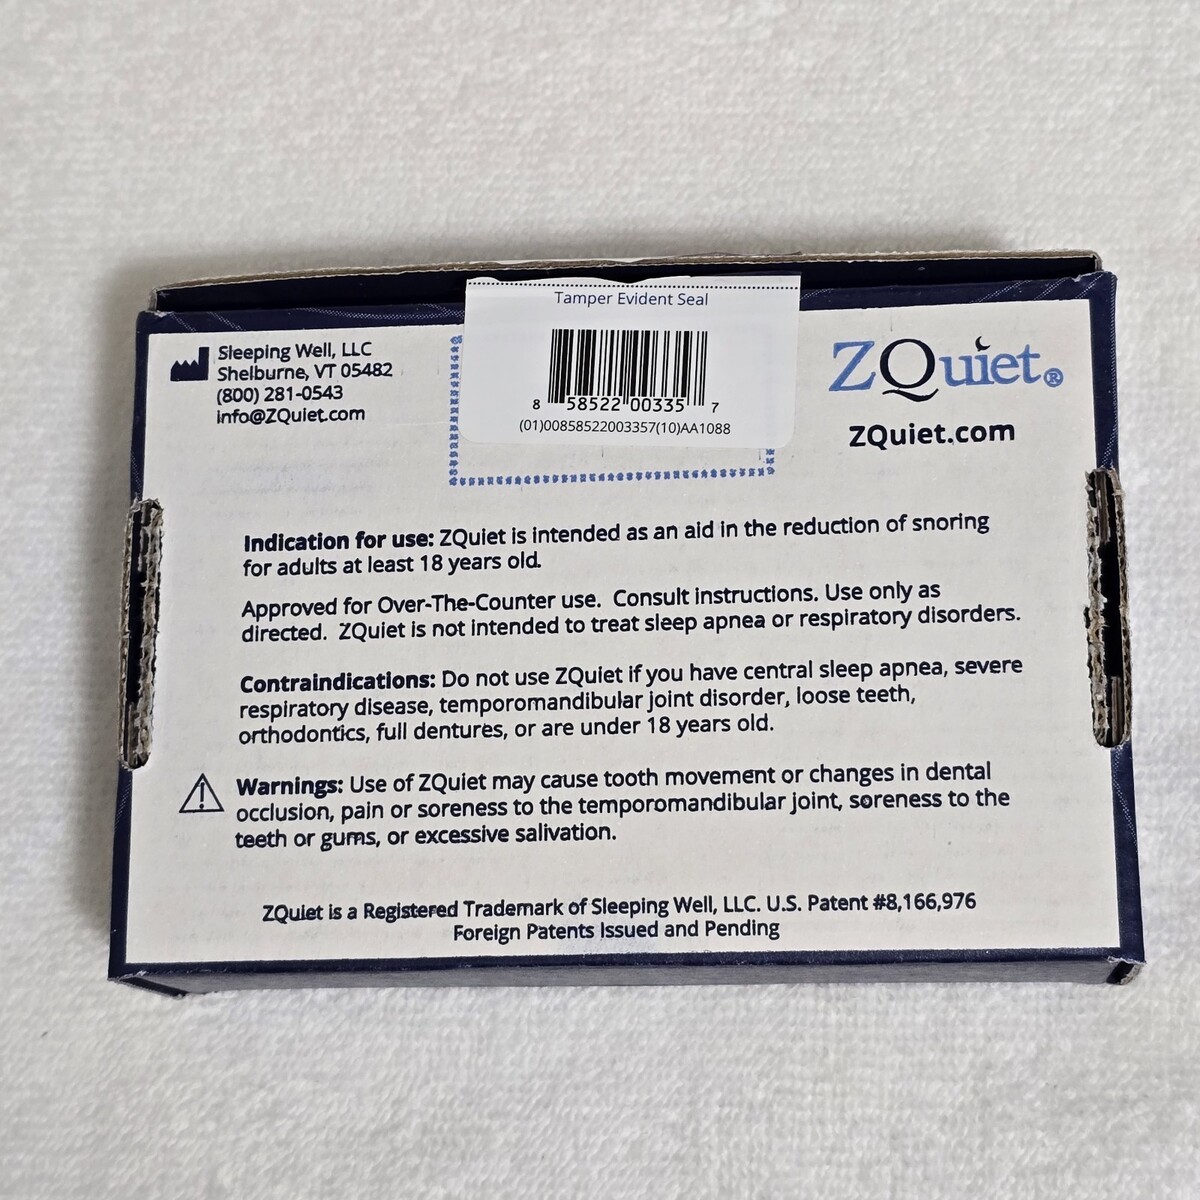 Tamper Evident Seal
8 58522 00335 7
(01)00858522003357(10)AA1088
Sleeping Well, LLC
Shelburne, VT 05482
(800) 281-0543
info@ZQuiet.com
ZQuiet®
ZQuiet.com
Indication for use: ZQuiet is intended as an aid in the reduction of snoring
for adults at least 18 years old.
Approved for Over-The-Counter use. Consult instructions. Use only as
directed. ZQuiet is not intended to treat sleep apnea or respiratory disorders.
Contraindications: Do not use ZQuiet if you have central sleep apnea, severe
respiratory disease, temporomandibular joint disorder, loose teeth,
orthodontics, full dentures, or are under 18 years old.
Warnings: Use of ZQuiet may cause tooth movement or changes in dental
occlusion, pain or soreness to the temporomandibular joint, soreness to the
teeth or gums, or excessive salivation.
ZQuiet is a Registered Trademark of Sleeping Well, LLC. U.S. Patent #8,166,976
Foreign Patents Issued and Pending